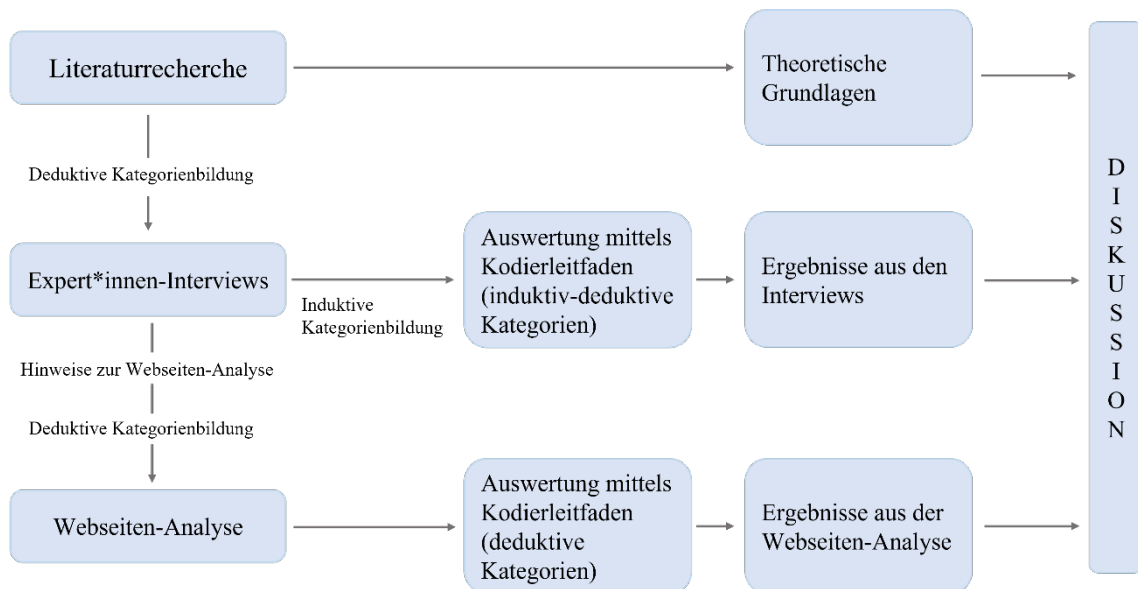 Literaturrecherche
Theoretische
Grundlagen
Deduktive Kategorienbildung
Expert*innen-Interviews
Induktive
Kategorienbildung
Auswertung mittels
Kodierleitfaden
(induktiv-deduktive
Kategorien)
Ergebnisse aus den
Interviews
Hinweise zur Webseiten-Analyse
Deduktive Kategorienbildung
Webseiten-Analyse
Auswertung mittels
Kodierleitfaden
(deduktive
Kategorien)
Ergebnisse aus der
Webseiten-Analyse
D
I
S
K
U
S
S
I
O
N